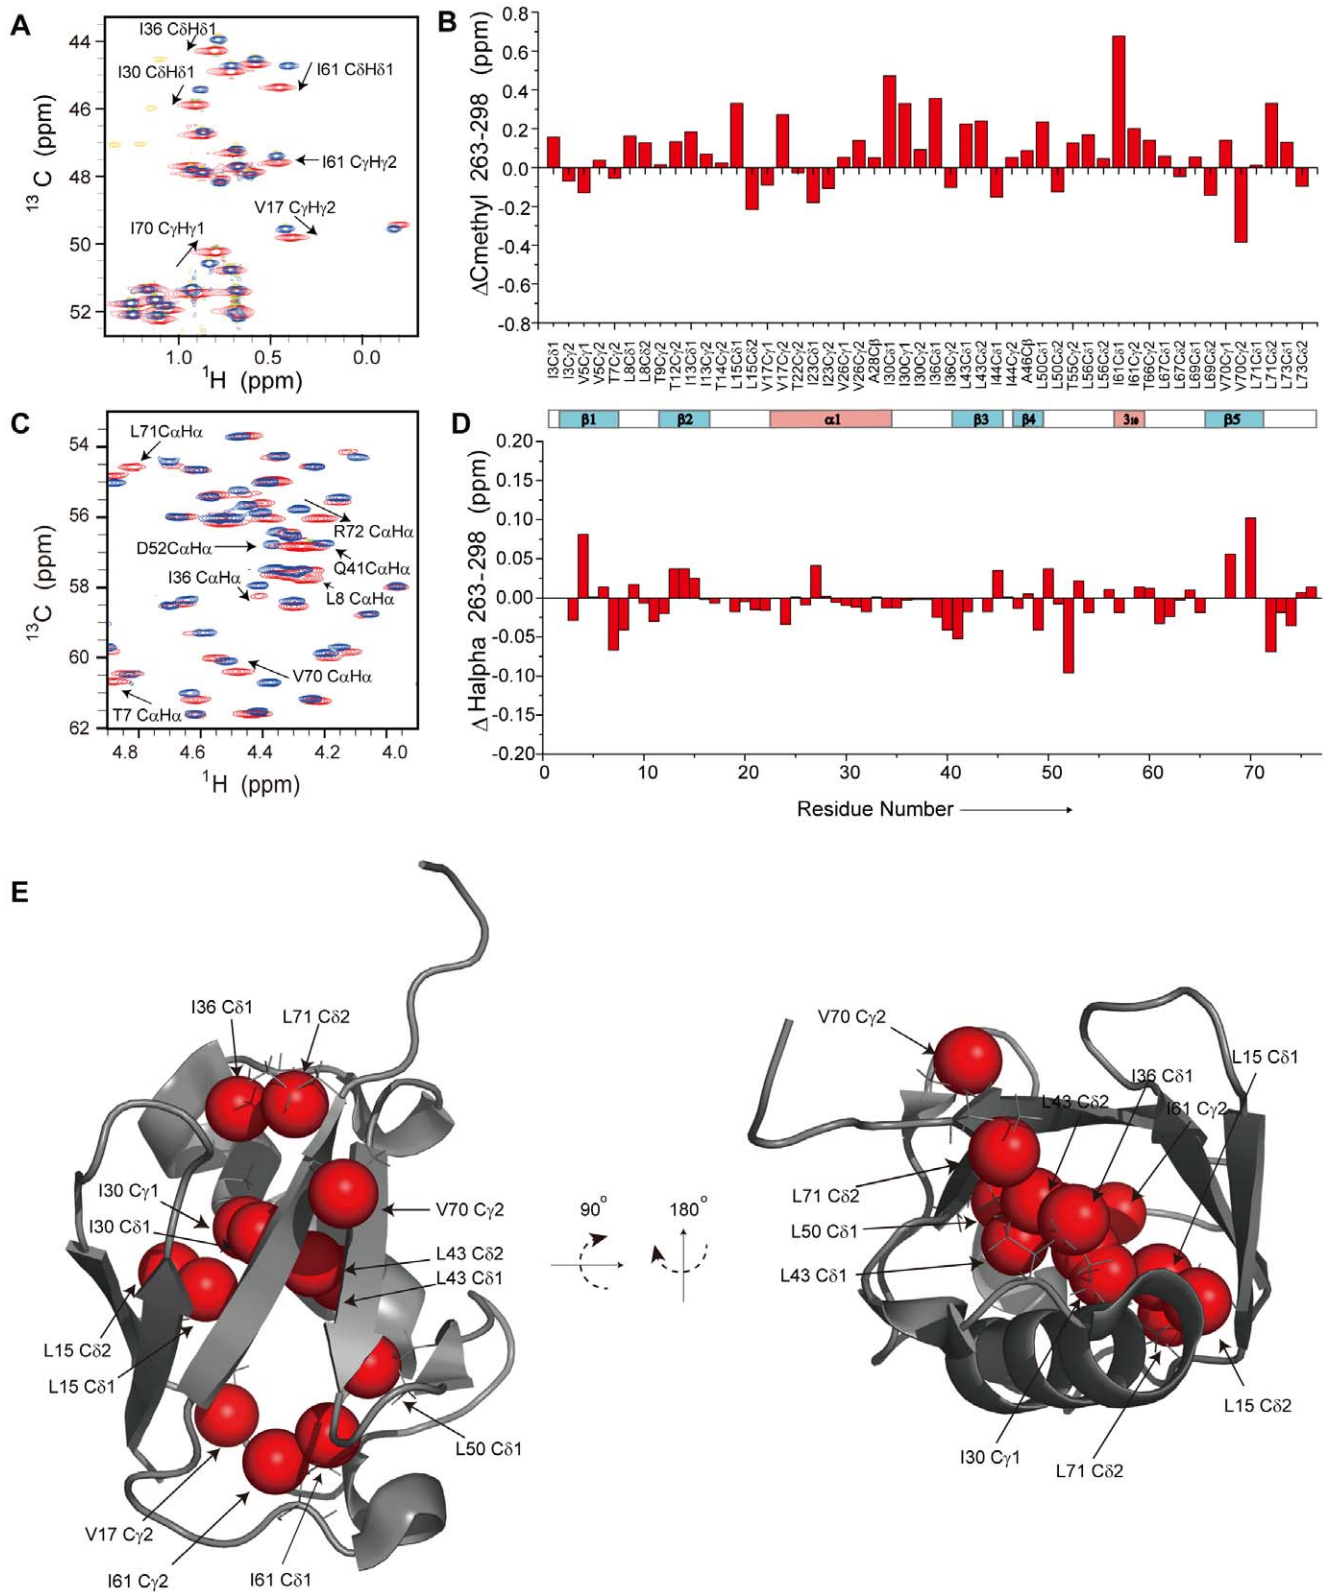 A
44
46
48
50
52
13 C (ppm)
I36 CδHδ1
I30 CδHδ1
I61 CδHδ1
I61 CγHγ2
V17 CγHγ2
I70 CγHγ1
1.0
0.5
0.0
1H (ppm)
B
ΔCmethyl 263-298 (ppm)
0.8
0.6
0.4
0.2
0.0
-0.2
-0.4
-0.6
-0.8
I3Cδ1
I3Cγ2
V5Cγ1
V5Cγ2
T7Cγ2
L8Cδ1
L8Cδ2
T9Cγ2
T12Cγ2
I13Cδ1
I13Cγ2
T14Cγ2
L15Cδ1
L15Cδ2
V17Cγ1
V17Cγ2
T22Cγ2
I23Cδ1
I23Cγ2
V26Cγ1
V26Cγ2
A28Cβ
I30Cδ1
I30Cγ1
I30Cγ2
I36Cδ1
I36Cγ2
L43Cδ1
L43Cδ2
I44Cδ1
I44Cγ2
A46Cβ
L50Cδ1
L50Cδ2
T55Cγ2
L56Cδ1
L56Cδ2
I61Cδ1
I61Cγ2
T66Cγ2
L67Cδ1
L67Cδ2
L69Cδ1
L69Cδ2
V70Cγ1
V70Cγ2
L71Cδ1
L71Cδ2
L73Cδ1
L73Cδ2
C
54
56
58
60
62
13C (ppm)
L71CαHα
R72 CαHα
D52CαHα
Q41CαHα
I36 CαHα
L8 CαHα
V70 CαHα
T7 CαHα
4.8
4.6
4.4
4.2
4.0
1H (ppm)
D
β1
β2
α1
β3
β4
310
β5
Δ Halpha 263-298 (ppm)
0.20
0.15
0.10
0.05
0.00
-0.05
-0.10
-0.15
-0.20
0
10
20
30
40
50
60
70
Residue Number
E
I36 Cδ1
L71 Cδ2
I30 Cγ1
I30 Cδ1
V70 Cγ2
L43 Cδ2
L43 Cδ1
L15 Cδ2
L15 Cδ1
L50 Cδ1
V17 Cγ2
I61 Cγ2
I61 Cδ1
90°
180°
V70 Cγ2
L15 Cδ1
I36 Cδ1
L43 Cδ2
I61 Cγ2
L71 Cδ2
L50 Cδ1
L43 Cδ1
L15 Cδ2
I30 Cγ1
L71 Cδ2